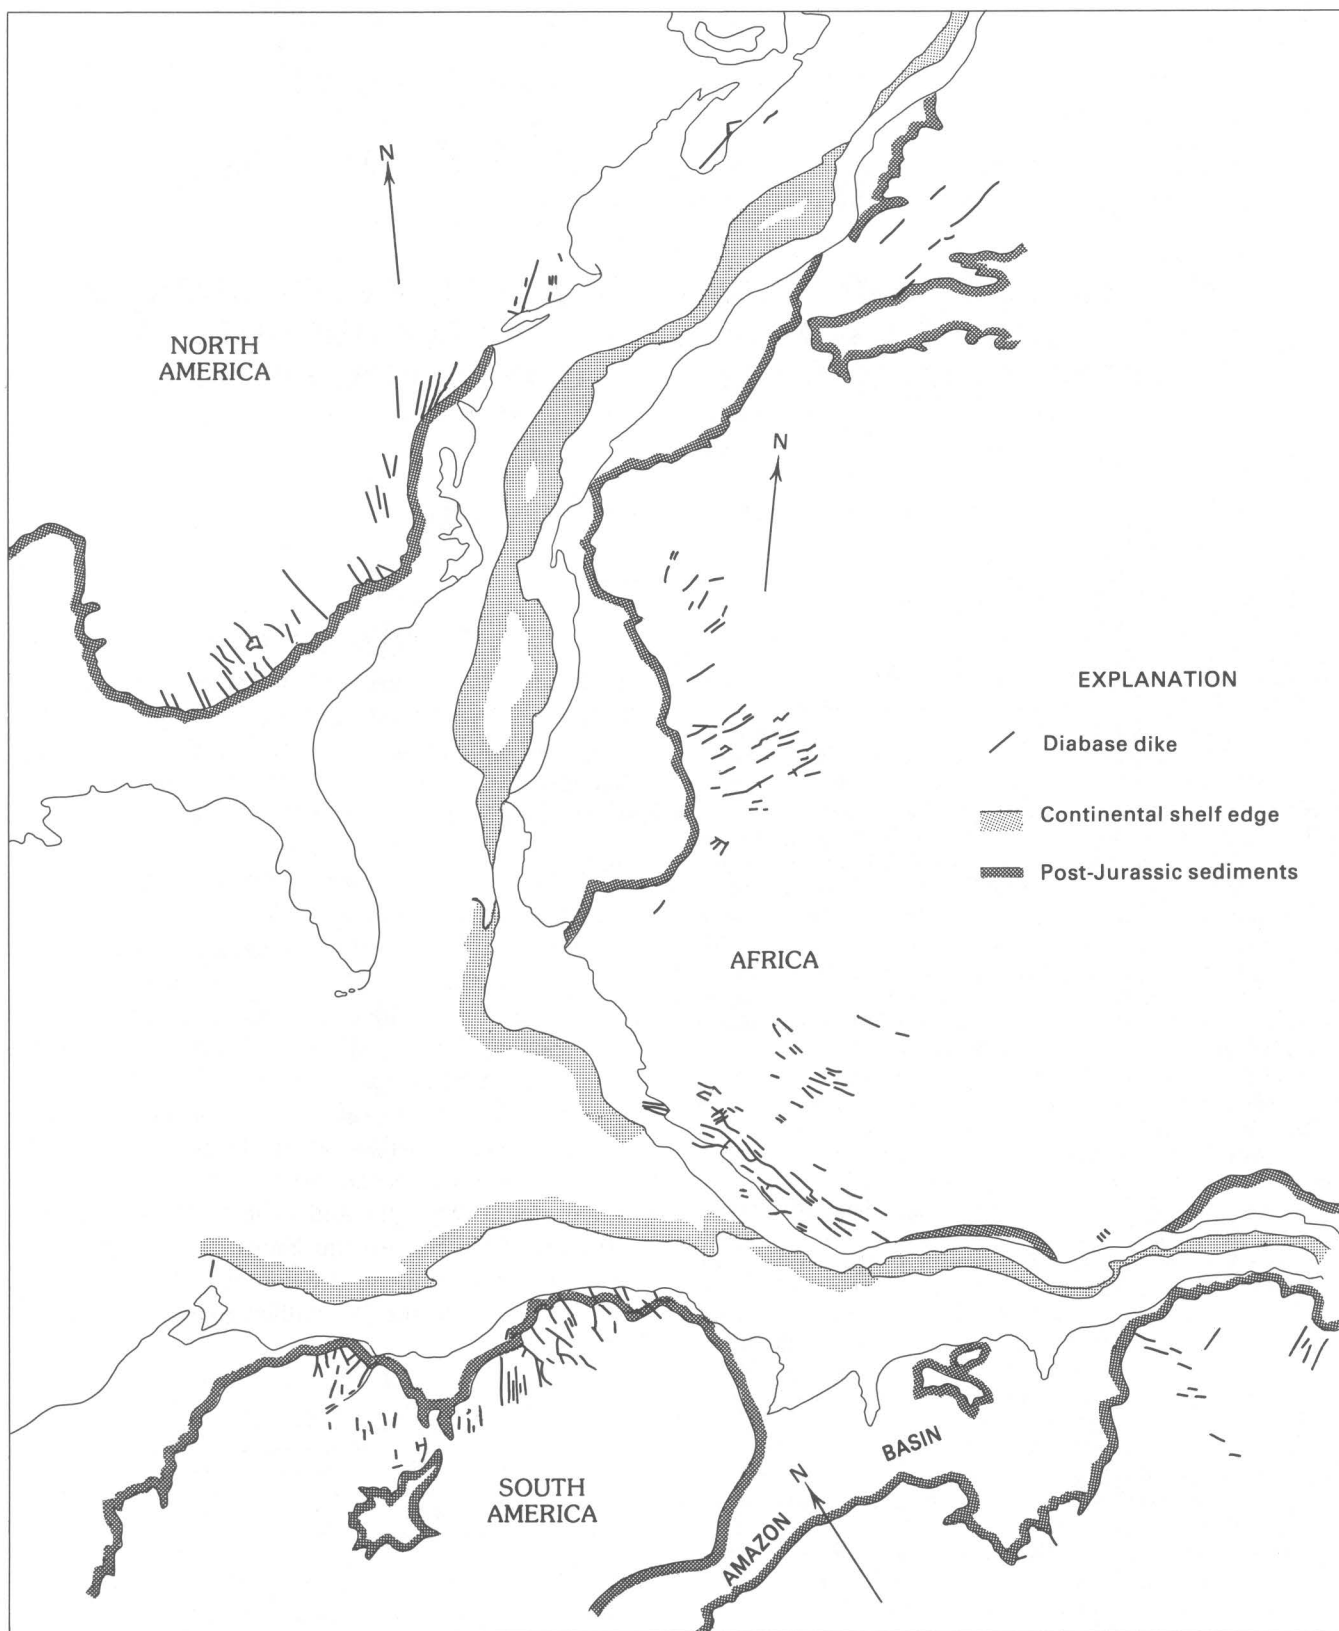 N
NORTH
AMERICA
N
EXPLANATION
Diabase dike
Continental shelf edge
Post-Jurassic sediments
AFRICA
SOUTH
AMERICA
N
AMAZON
BASIN